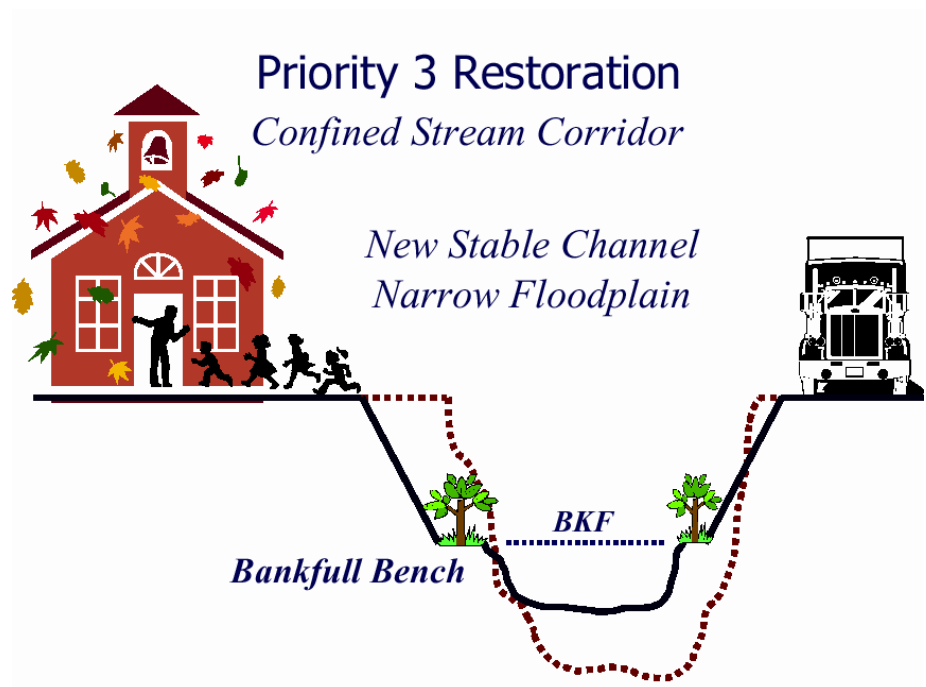 Priority 3 Restoration
Confined Stream Corridor
New Stable Channel
Narrow Floodplain
BKF
Bankfull Bench